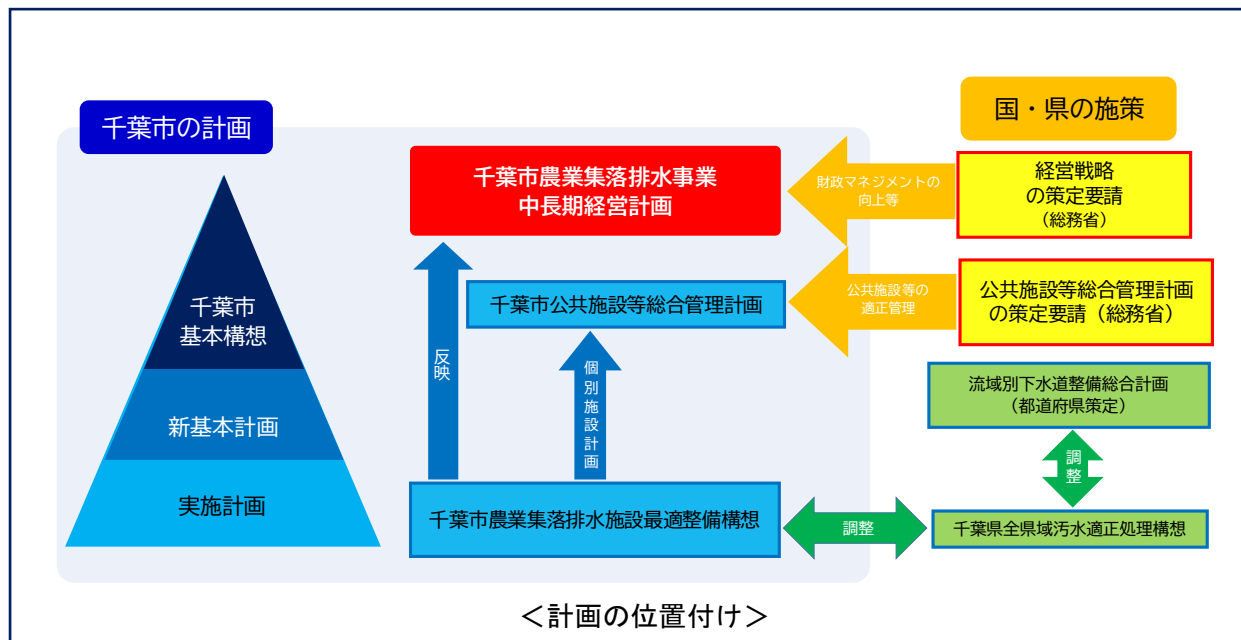 千葉市の計画
国・県の施策
千葉市農業集落排水事業
中長期経営計画
財政マネジメントの
向上等
経営戦略
の策定要請
（総務省）
千葉市
基本構想
新基本計画
実施計画
千葉市公共施設等総合管理計画
公共施設等の
適正管理
公共施設等総合管理計画
の策定要請（総務省）
反映
個別施設計画
流域別下水道整備総合計画
（都道府県策定）
調整
千葉市農業集落排水施設最適整備構想
調整
千葉県全県域汚水適正処理構想
＜計画の位置付け＞